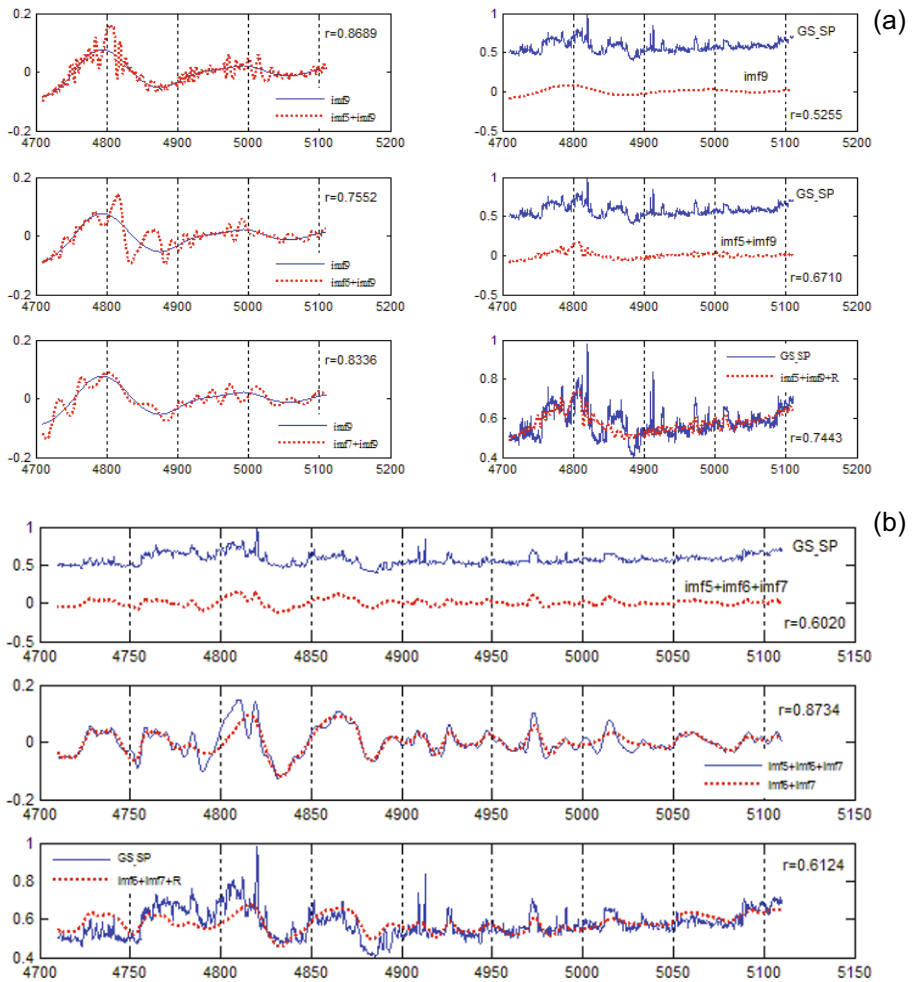 (a)
0.2
0
-0.2
4700 4800 4900 5000 5100 5200
r=0.8689
imf9
imf5+imf9
1
0.5
0
-0.5
4700 4800 4900 5000 5100 5200
GS_SP
imf9
r=0.5255
0.2
0
-0.2
4700 4800 4900 5000 5100 5200
r=0.7552
imf9
imf6+imf9
1
0.5
0
-0.5
4700 4800 4900 5000 5100 5200
GS_SP
imf5+imf9
r=0.6710
0.2
0
-0.2
4700 4800 4900 5000 5100 5200
r=0.8336
imf9
imf7+imf9
1
0.8
0.6
0.4
4700 4800 4900 5000 5100 5200
GS_SP
imf5+imf9+R
r=0.7443
(b)
1
0.5
0
-0.5
4700 4750 4800 4850 4900 4950 5000 5050 5100 5150
GS_SP
imf5+imf6+imf7
r=0.6020
0.2
0
-0.2
4700 4750 4800 4850 4900 4950 5000 5050 5100 5150
r=0.8734
imf5+imf6+imf7
imf6+imf7
1
0.8
0.6
0.4
4700 4750 4800 4850 4900 4950 5000 5050 5100 5150
GS_SP
imf6+imf7+R
r=0.6124